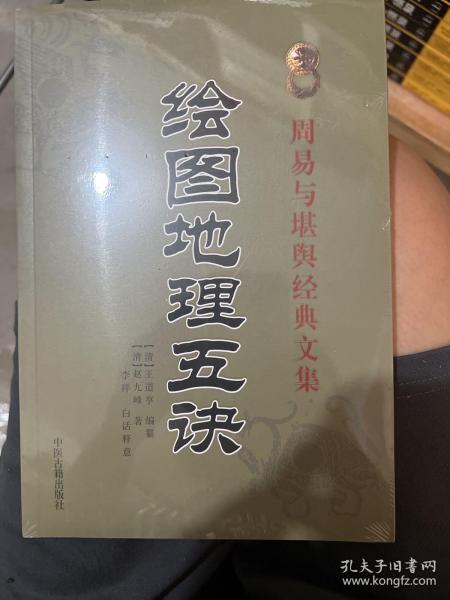 周易与堪舆经典文集
绘图地理五诀
【清】王道亨 编纂
【清】赵九峰 著
李祥 白话释意
中医古籍出版社
孔夫子旧书网
www.kongfz.com